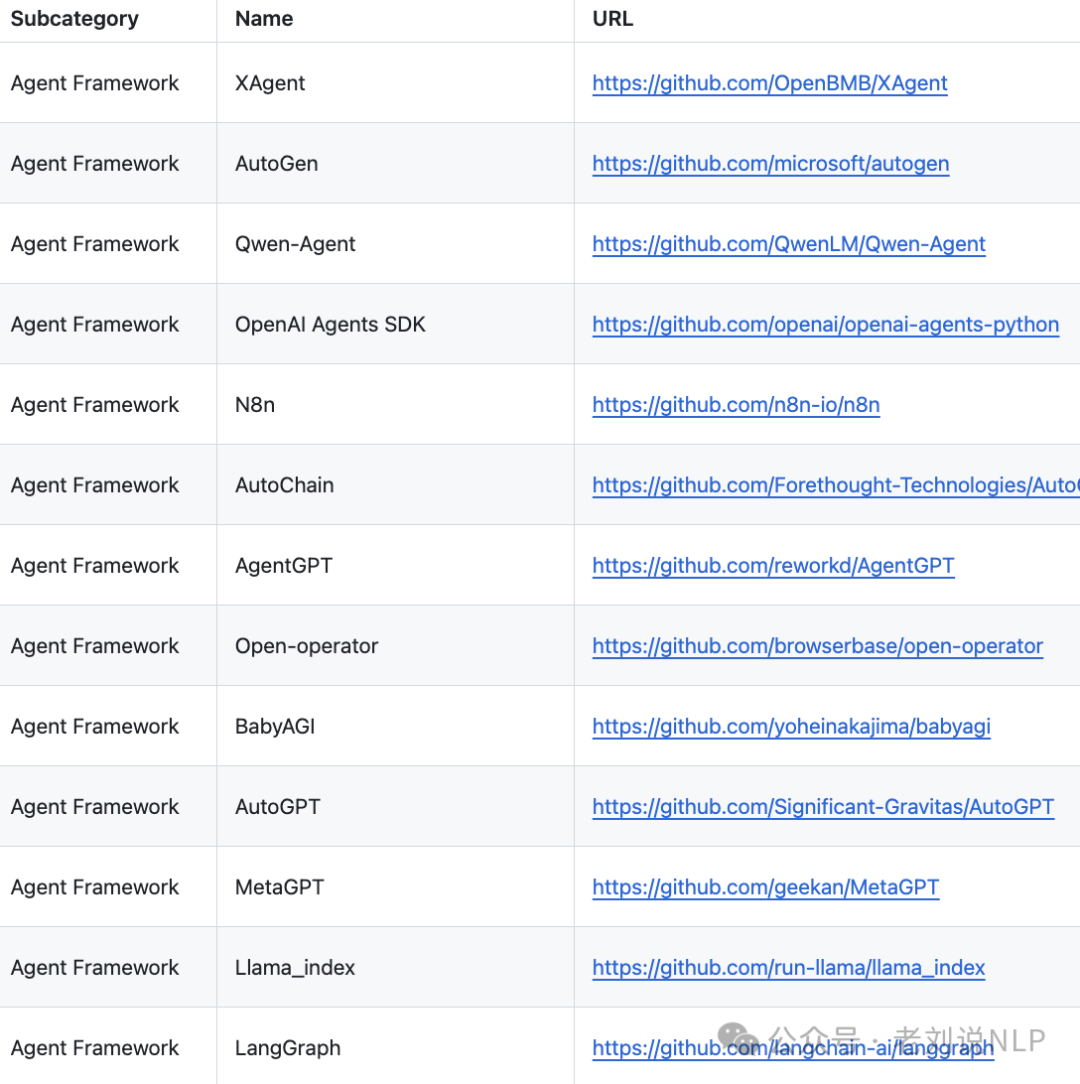 Subcategory Name URL
Agent Framework XAgent https://github.com/OpenBMB/XAgent
Agent Framework AutoGen https://github.com/microsoft/autogen
Agent Framework Qwen-Agent https://github.com/QwenLM/Qwen-Agent
Agent Framework OpenAI Agents SDK https://github.com/openai/openai-agents-python
Agent Framework N8n https://github.com/n8n-io/n8n
Agent Framework AutoChain https://github.com/Forethought-Technologies/Auto
Agent Framework AgentGPT https://github.com/reworkd/AgentGPT
Agent Framework Open-operator https://github.com/browserbase/open-operator
Agent Framework BabyAGI https://github.com/yoheinakajima/babyagi
Agent Framework AutoGPT https://github.com/Significant-Gravitas/AutoGPT
Agent Framework MetaGPT https://github.com/geekan/MetaGPT
Agent Framework Llama_index https://github.com/run-llama/llama_index
Agent Framework LangGraph https://github.com/langchain-ai/langgraph
公众号 · 老刘说NLP